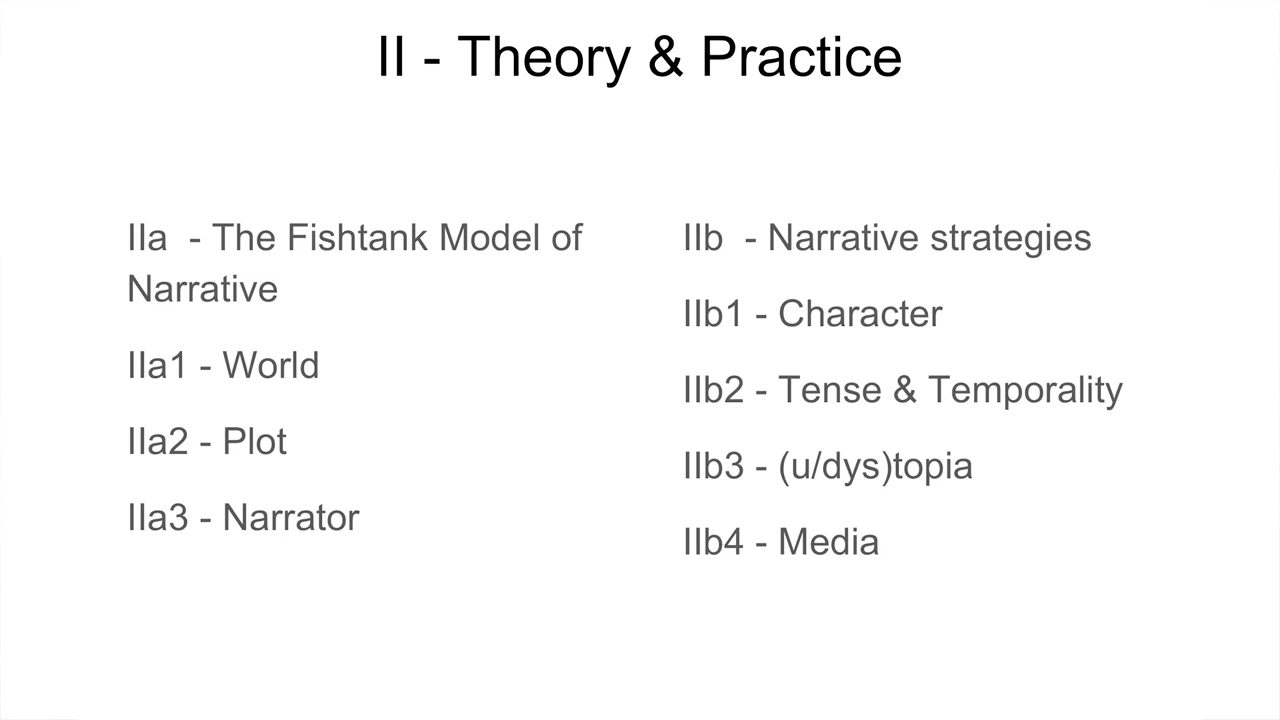 II - Theory & Practice
IIa  - The Fishtank Model of
Narrative
IIa1 - World
IIa2 - Plot
IIa3 - Narrator
IIb  - Narrative strategies
IIb1 - Character
IIb2 - Tense & Temporality
IIb3 - (u/dys)topia
IIb4 - Media